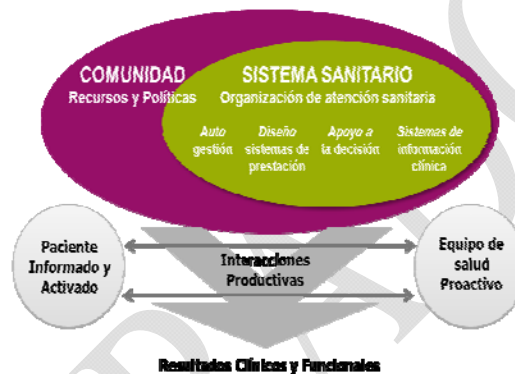 COMUNIDAD
Recursos y Políticas
SISTEMA SANITARIO
Organización de atención sanitaria
Auto gestión
Diseño sistemas de prestación
Apoyo a la decisión
Sistemas de información clínica
Paciente
Informado y
Activado
Interacciones
Productivas
Equipo de
salud
Proactivo
Resultados Clínicos y Funcionales